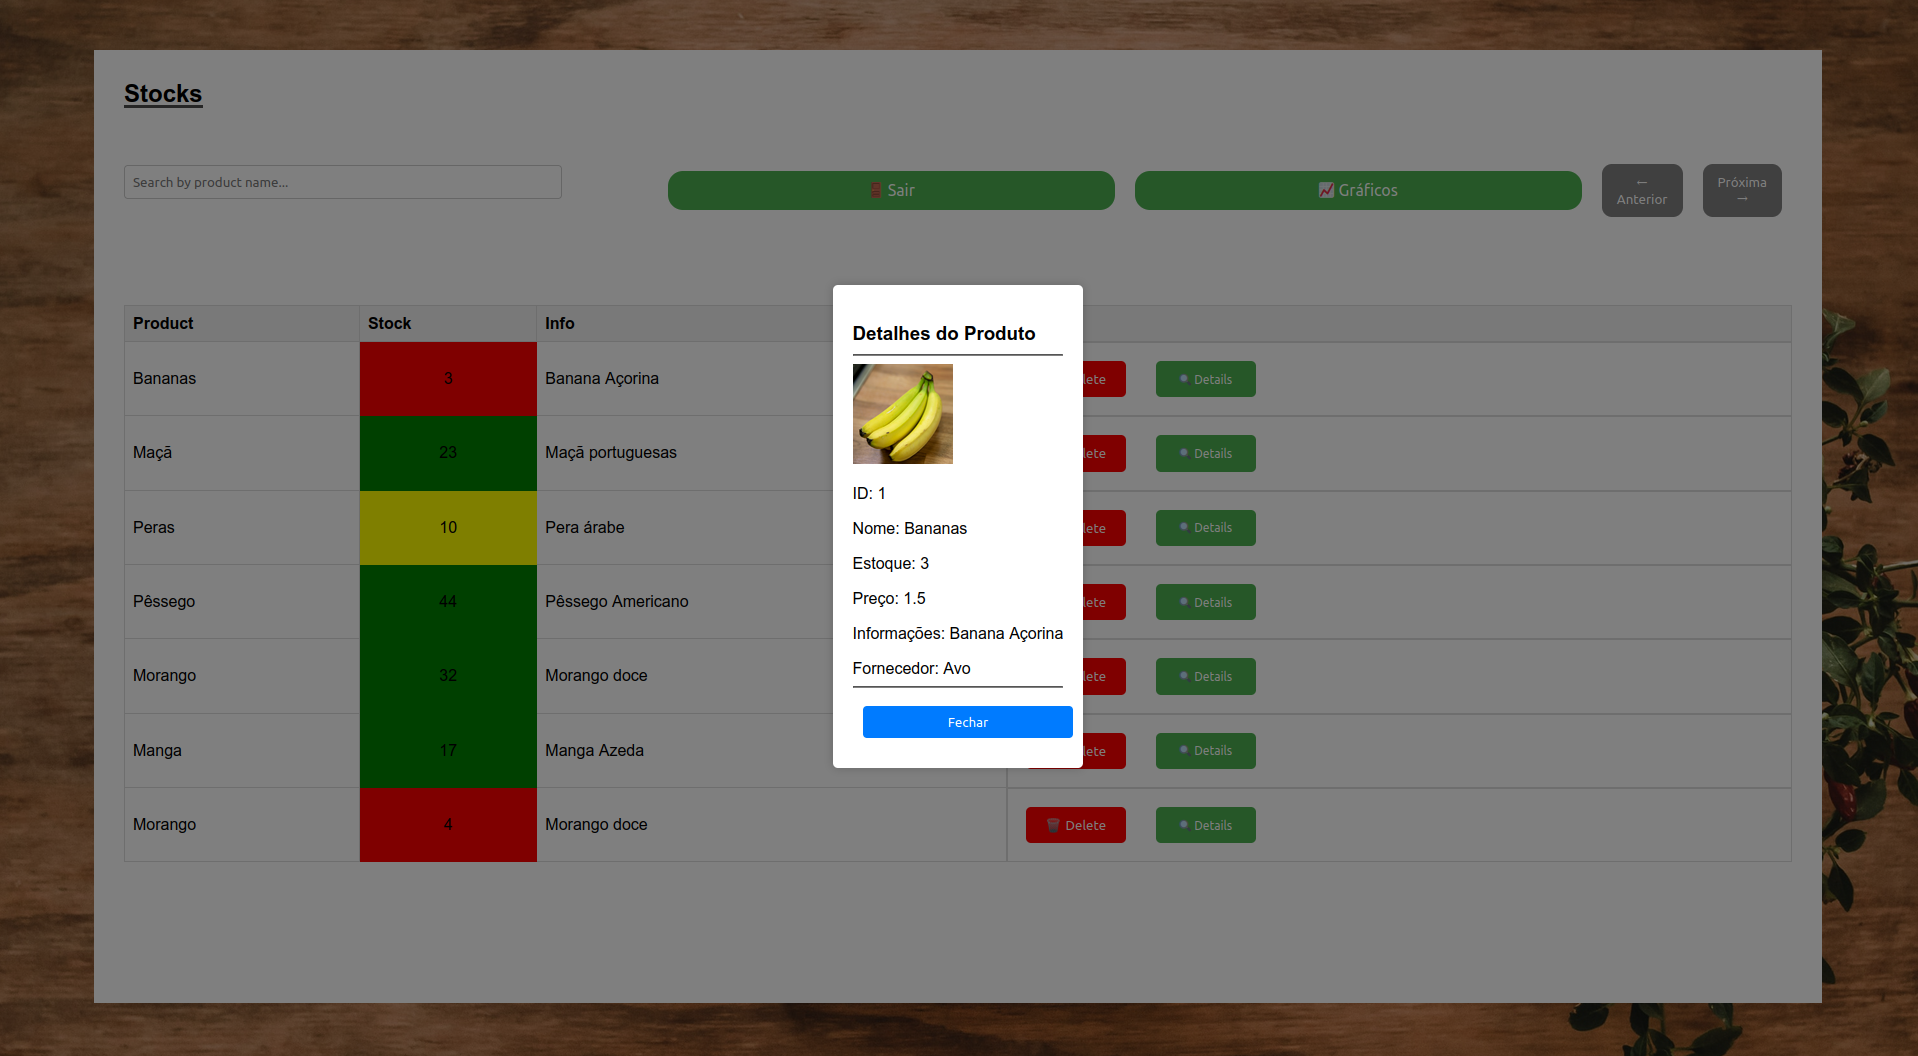 Stocks
Search by product name...
Sair
Gráficos
←
Anterior
Próxima
→
Product
Stock
Info
Bananas
3
Banana Açorina
lete
Details
Maçã
23
Maçã portuguesas
lete
Details
Peras
10
Pera árabe
lete
Details
Pêssego
44
Pêssego Americano
lete
Details
Morango
32
Morango doce
lete
Details
Manga
17
Manga Azeda
lete
Details
Morango
4
Morango doce
Delete
Details
Detalhes do Produto
ID: 1
Nome: Bananas
Estoque: 3
Preço: 1.5
Informações: Banana Açorina
Fornecedor: Avo
Fechar